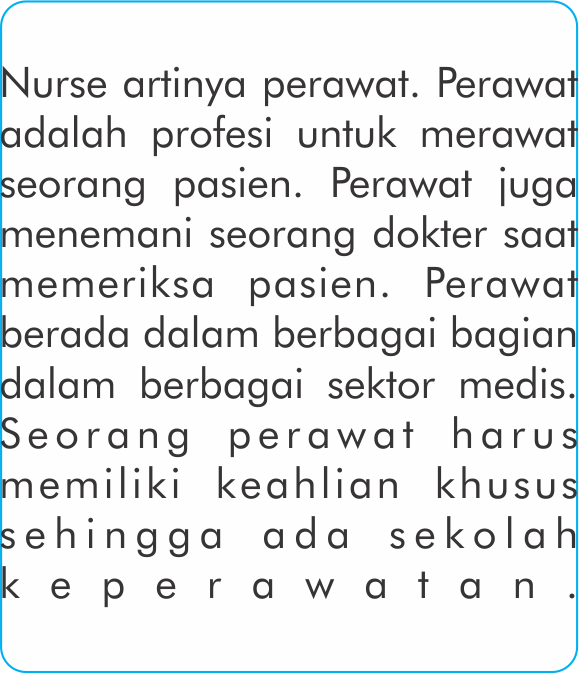 Nurse artinya perawat. Perawat
adalah profesi untuk merawat
seorang pasien. Perawat juga
menemani seorang dokter saat
memeriksa pasien. Perawat
berada dalam berbagai bagian
dalam berbagai sektor medis.
Seorang perawat harus
memiliki keahlian khusus
sehingga ada sekolah
keperawatan.